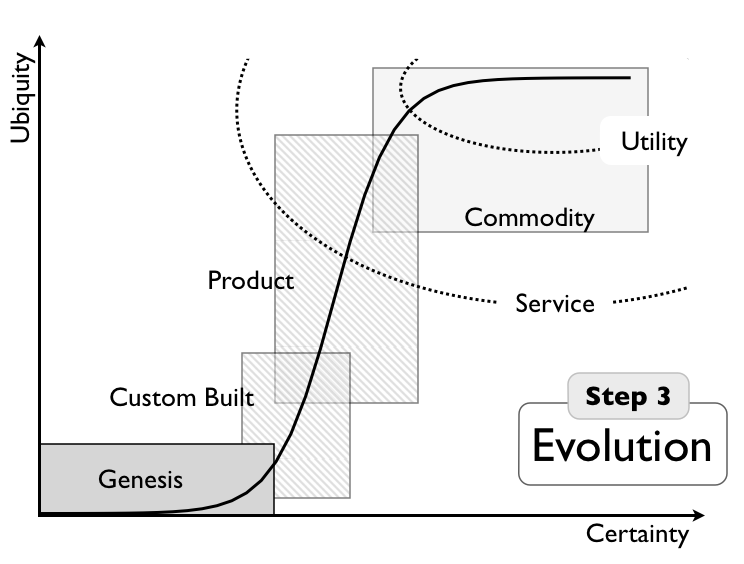 Ubiquity
Utility
Commodity
Product
Service
Custom Built
Step 3
Evolution
Genesis
Certainty